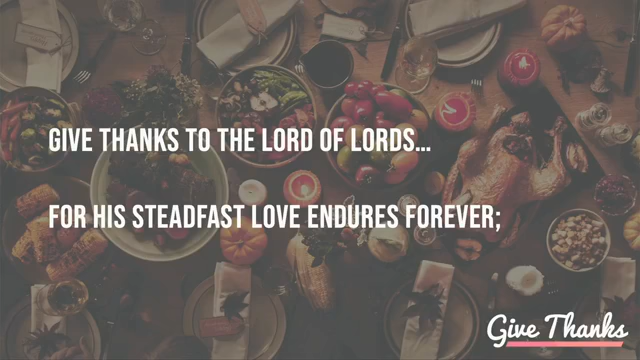 GIVE THANKS TO THE LORD OF LORDS...
FOR HIS STEADFAST LOVE ENDURES FOREVER;
Give Thanks